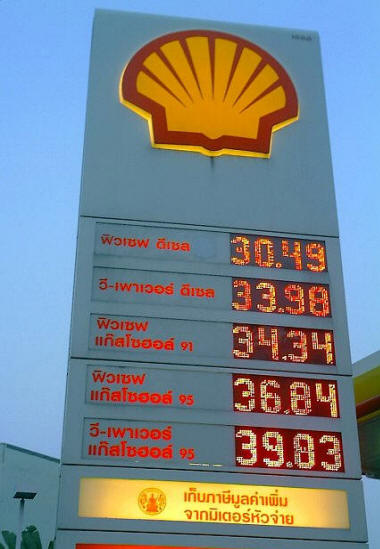 ฟิวเซฟ ดีเซล 30.49
วี-เพาเวอร์ ดีเซล 33.98
ฟิวเซฟ
แก๊สโซฮอล์ 91 34.34
ฟิวเซฟ
แก๊สโซฮอล์ 95 36.84
วี-เพาเวอร์
แก๊สโซฮอล์ 95 39.83
เก็บภาษีมูลค่าเพิ่ม
จากมิเตอร์หัวจ่าย